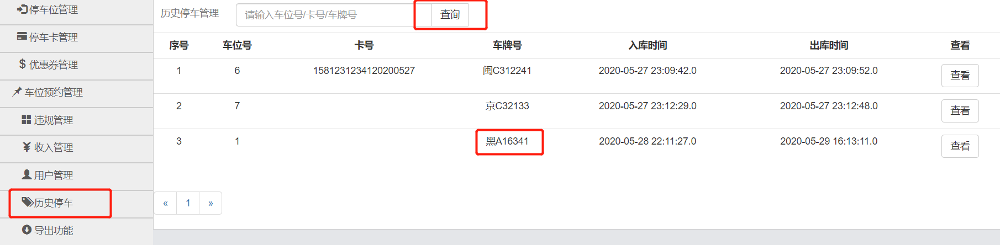 停车位管理
停车卡管理
优惠券管理
车位预约管理
违规管理
收入管理
用户管理
历史停车
导出功能
历史停车管理 请输入车位号/卡号/车牌号 查询
序号 车位号 卡号 车牌号 入库时间 出库时间 查看
1 6 1581231234120200527 闽C312241 2020-05-27 23:09:42.0 2020-05-27 23:09:52.0 查看
2 7 京C32133 2020-05-27 23:12:29.0 2020-05-27 23:12:48.0 查看
3 1 黑A16341 2020-05-28 22:11:27.0 2020-05-29 16:13:11.0 查看
« 1 »